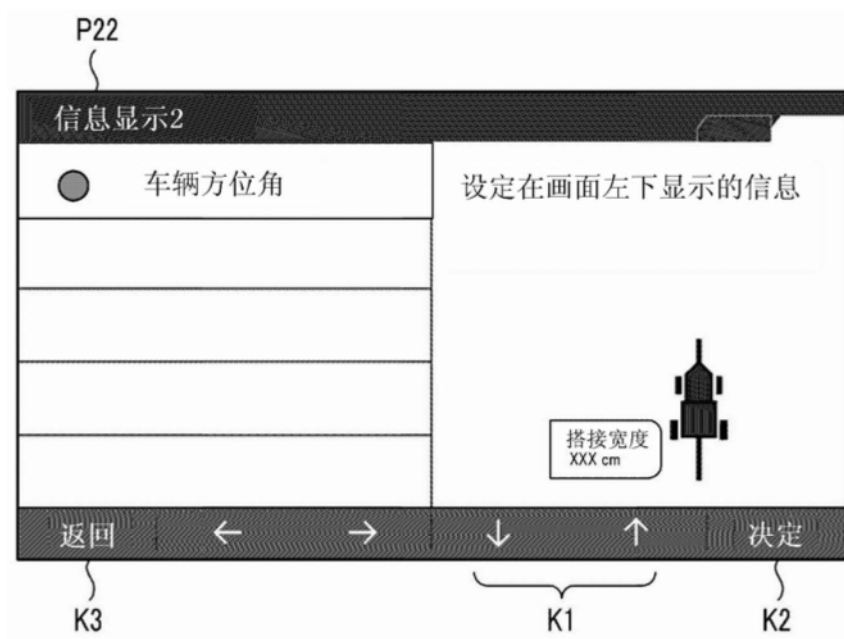 P22
信息显示2
车辆方位角
设定在画面左下显示的信息
搭接宽度
XXX cm
返回 ← → ↓ ↑ 决定
K3 K1 K2